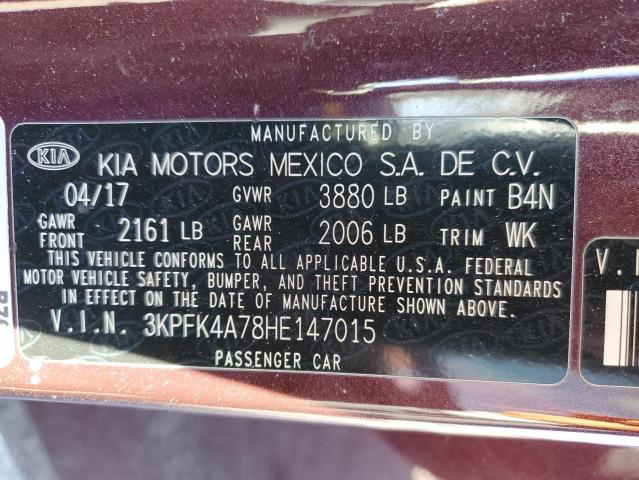 MANUFACTURED BY
KIA KIA MOTORS MEXICO S.A. DE C.V.
04/17 GVWR 3880 LB PAINT B4N
GAWR FRONT 2161 LB GAWR REAR 2006 LB TRIM WK
THIS VEHICLE CONFORMS TO ALL APPLICABLE U.S.A. FEDERAL
MOTOR VEHICLE SAFETY, BUMPER, AND THEFT PREVENTION STANDARDS
IN EFFECT ON THE DATE OF MANUFACTURE SHOWN ABOVE.
V.I.N. 3KPFK4A78HE147015
PASSENGER CAR
V.I